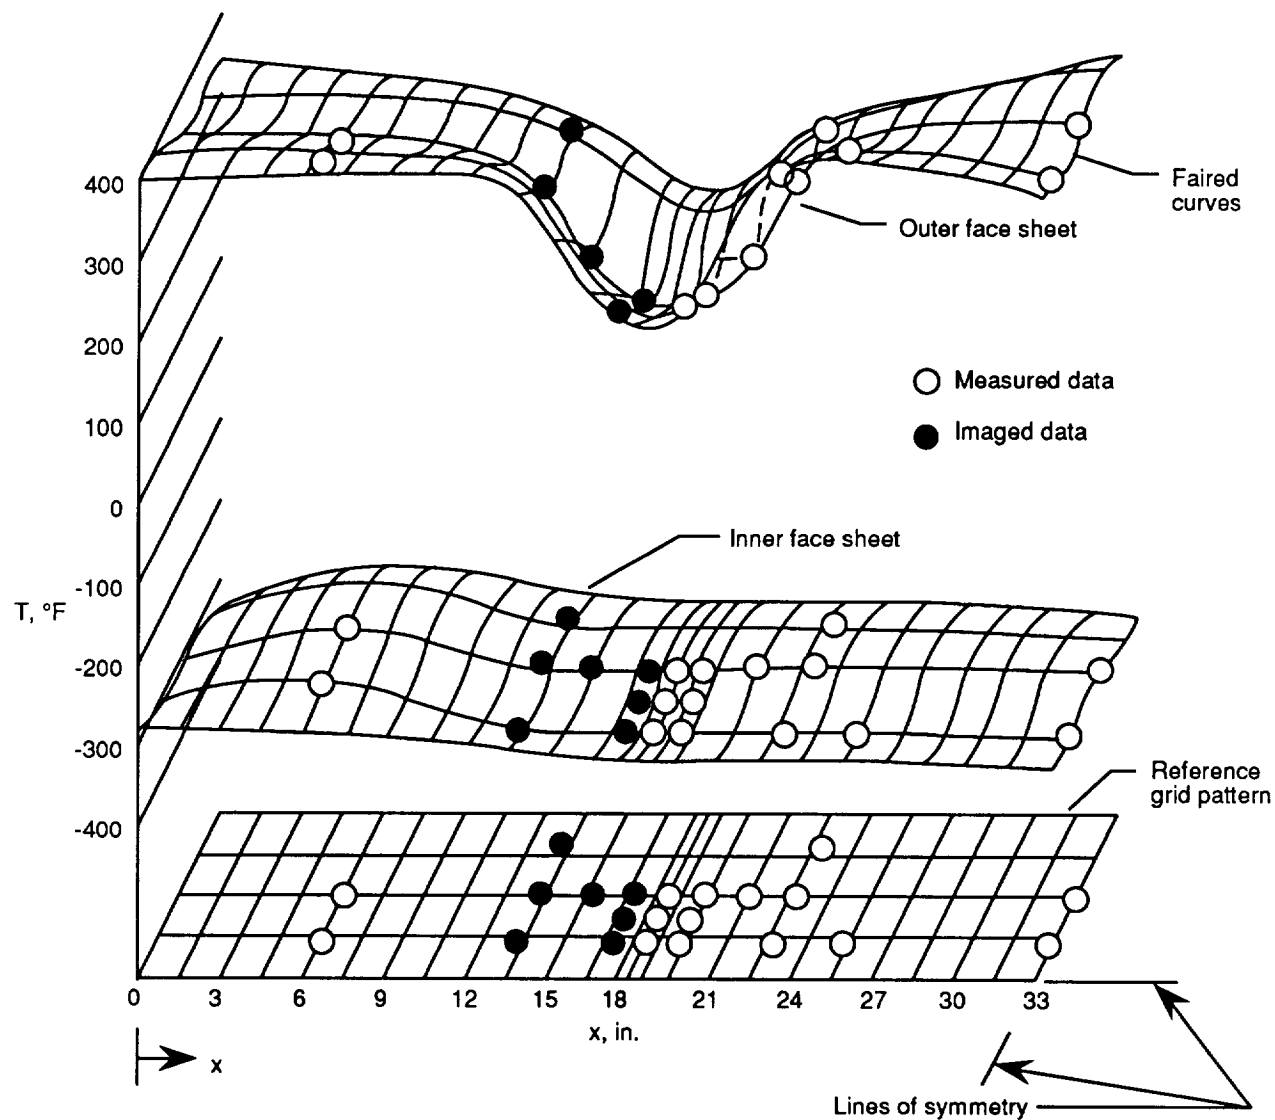 400
300
200
100
0
-100
-200
-300
-400
T, °F
Faired
curves
Outer face sheet
Measured data
Imaged data
Inner face sheet
Reference
grid pattern
0 3 6 9 12 15 18 21 24 27 30 33
x, in.
x
Lines of symmetry